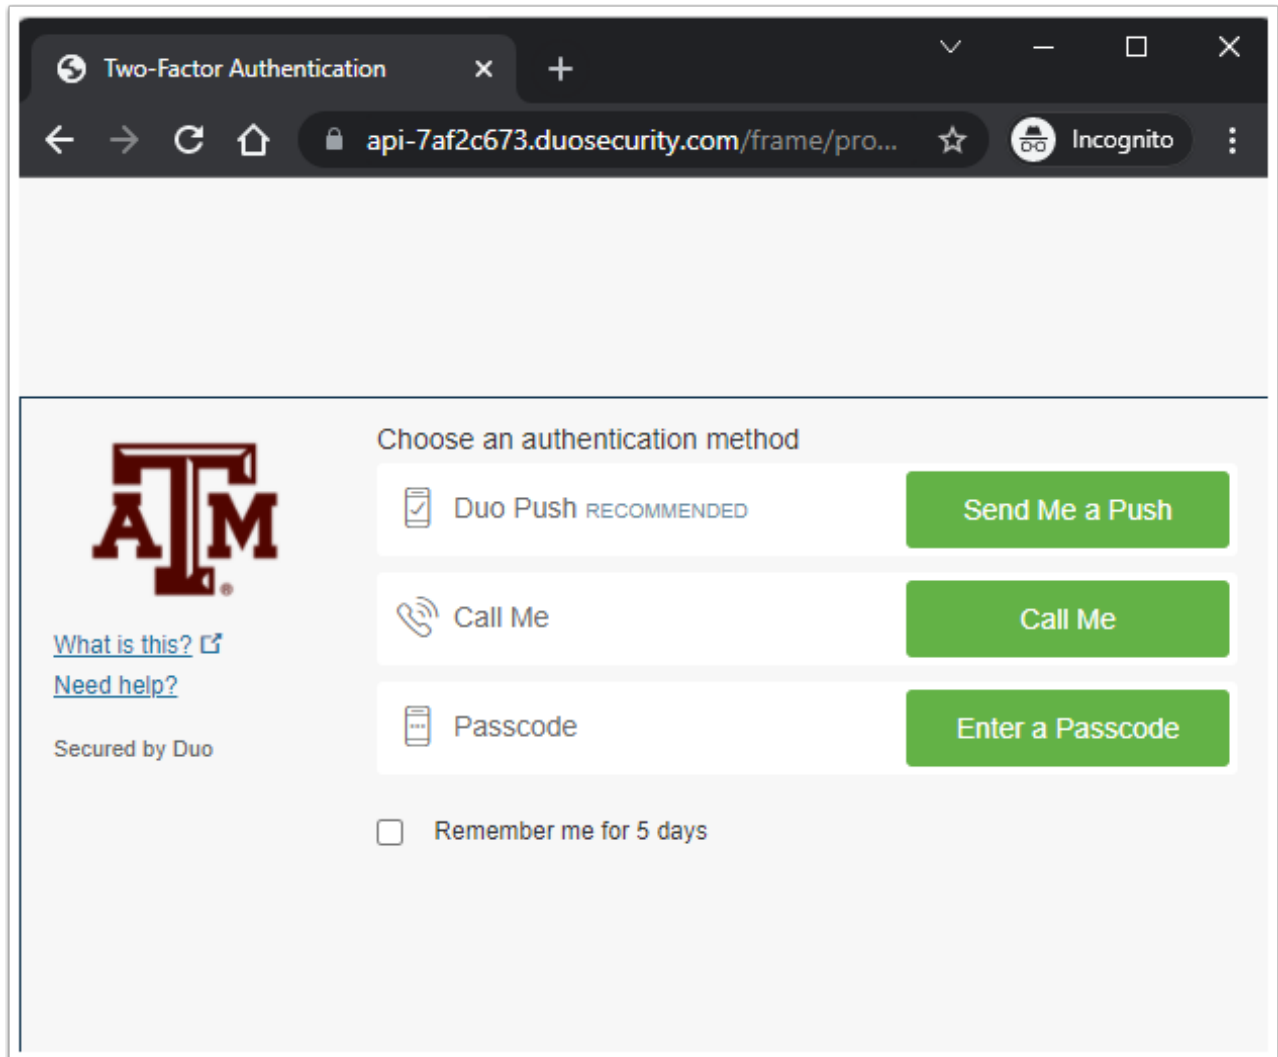 Two-Factor Authentication
api-7af2c673.duosecurity.com/frame/pro...
Incognito
ATM®
What is this?
Need help?
Secured by Duo
Choose an authentication method
Duo Push RECOMMENDED
Send Me a Push
Call Me
Call Me
Passcode
Enter a Passcode
Remember me for 5 days